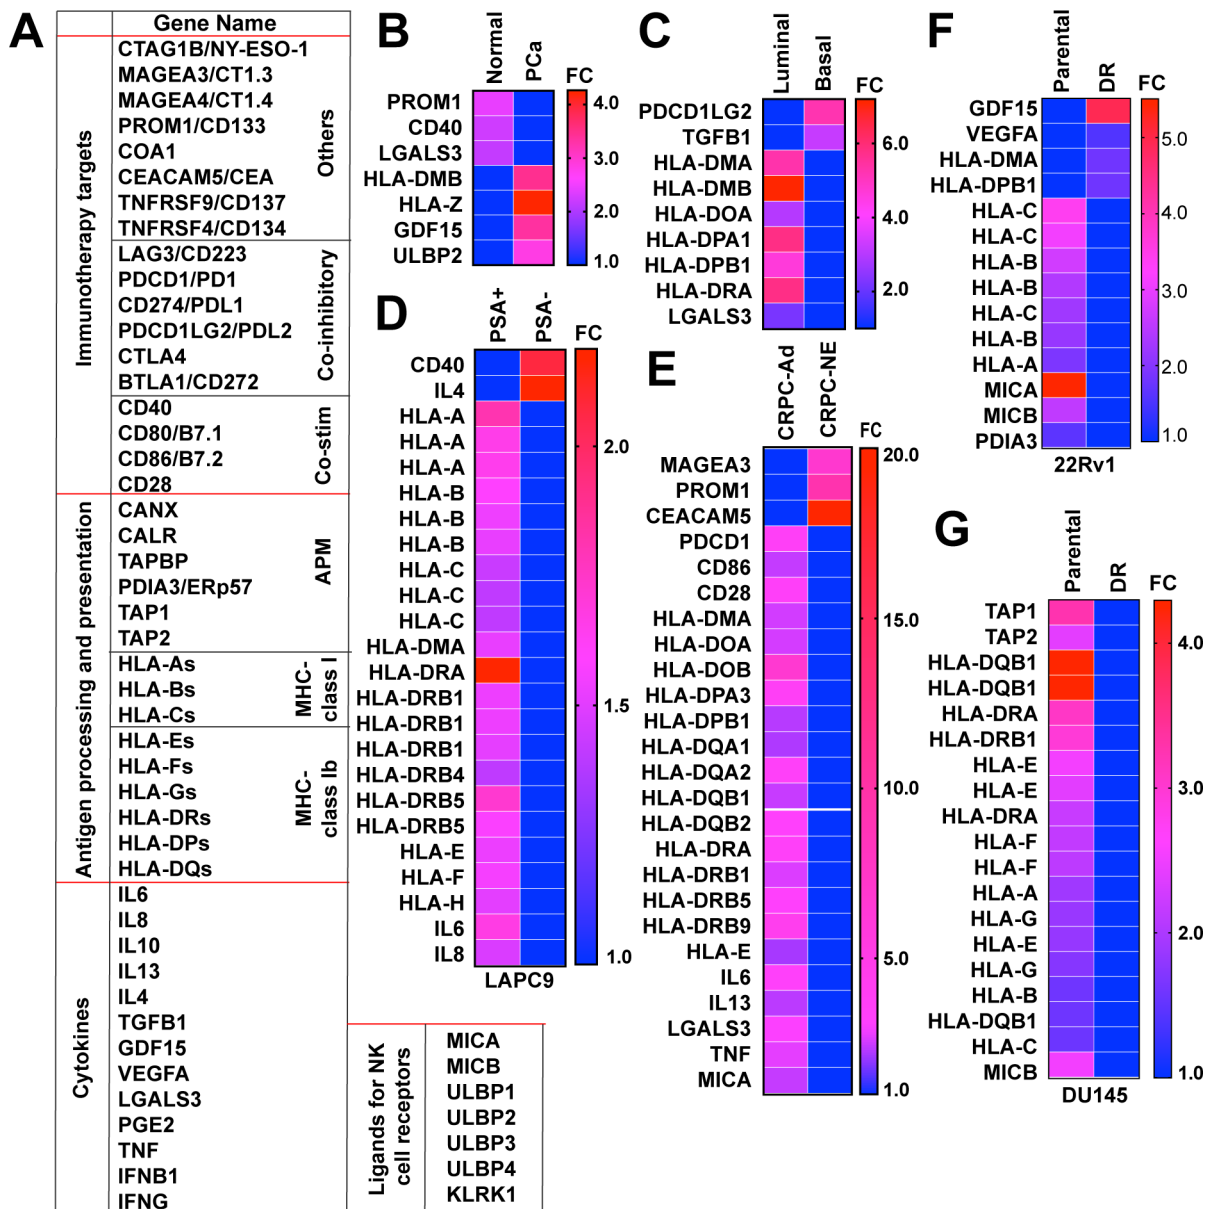 A
Gene Name
Immunotherapy targets
CTAG1B/NY-ESO-1
MAGEA3/CT1.3
MAGEA4/CT1.4
PROM1/CD133
COA1
CEACAM5/CEA
TNFRSF9/CD137
TNFRSF4/CD134
Others
LAG3/CD223
PDCD1/PD1
CD274/PDL1
PDCD1LG2/PDL2
CTLA4
BTLA1/CD272
Co-inhibitory
CD40
CD80/B7.1
CD86/B7.2
CD28
Co-stim
Antigen processing and presentation
CANX
CALR
TAPBP
PDIA3/ERp57
TAP1
TAP2
APM
HLA-As
HLA-Bs
HLA-Cs
MHC-
class I
HLA-Es
HLA-Fs
HLA-Gs
HLA-DRs
HLA-DPs
HLA-DQs
MHC-
class Ib
Cytokines
IL6
IL8
IL10
IL13
IL4
TGFB1
GDF15
VEGFA
LGALS3
PGE2
TNF
IFNB1
IFNG
Ligands for NK
cell receptors
MICA
MICB
ULBP1
ULBP2
ULBP3
ULBP4
KLRK1
B
Normal
PCa
FC
PROM1
CD40
LGALS3
HLA-DMB
HLA-Z
GDF15
ULBP2
4.0
3.0
2.0
1.0
C
Luminal
Basal
FC
PDCD1LG2
TGFB1
HLA-DMA
HLA-DMB
HLA-DOA
HLA-DPA1
HLA-DPB1
HLA-DRA
LGALS3
6.0
4.0
2.0
D
PSA+
PSA-
FC
CD40
IL4
HLA-A
HLA-A
HLA-A
HLA-B
HLA-B
HLA-B
HLA-C
HLA-C
HLA-C
HLA-DMA
HLA-DRA
HLA-DRB1
HLA-DRB1
HLA-DRB1
HLA-DRB4
HLA-DRB5
HLA-DRB5
HLA-E
HLA-F
HLA-H
IL6
IL8
2.0
1.5
1.0
LAPC9
E
CRPC-Ad
CRPC-NE
FC
MAGEA3
PROM1
CEACAM5
PDCD1
CD86
CD28
HLA-DMA
HLA-DOA
HLA-DOB
HLA-DPA3
HLA-DPB1
HLA-DQA1
HLA-DQA2
HLA-DQB1
HLA-DQB2
HLA-DRA
HLA-DRB1
HLA-DRB5
HLA-DRB9
HLA-E
IL6
IL13
LGALS3
TNF
MICA
20.0
15.0
10.0
5.0
1.0
F
Parental
DR
FC
GDF15
VEGFA
HLA-DMA
HLA-DPB1
HLA-C
HLA-C
HLA-B
HLA-B
HLA-C
HLA-B
HLA-A
MICA
MICB
PDIA3
5.0
4.0
3.0
2.0
1.0
22Rv1
G
Parental
DR
FC
TAP1
TAP2
HLA-DQB1
HLA-DQB1
HLA-DRA
HLA-DRB1
HLA-E
HLA-E
HLA-DRA
HLA-F
HLA-F
HLA-A
HLA-G
HLA-E
HLA-G
HLA-B
HLA-DQB1
HLA-C
MICB
4.0
3.0
2.0
1.0
DU145